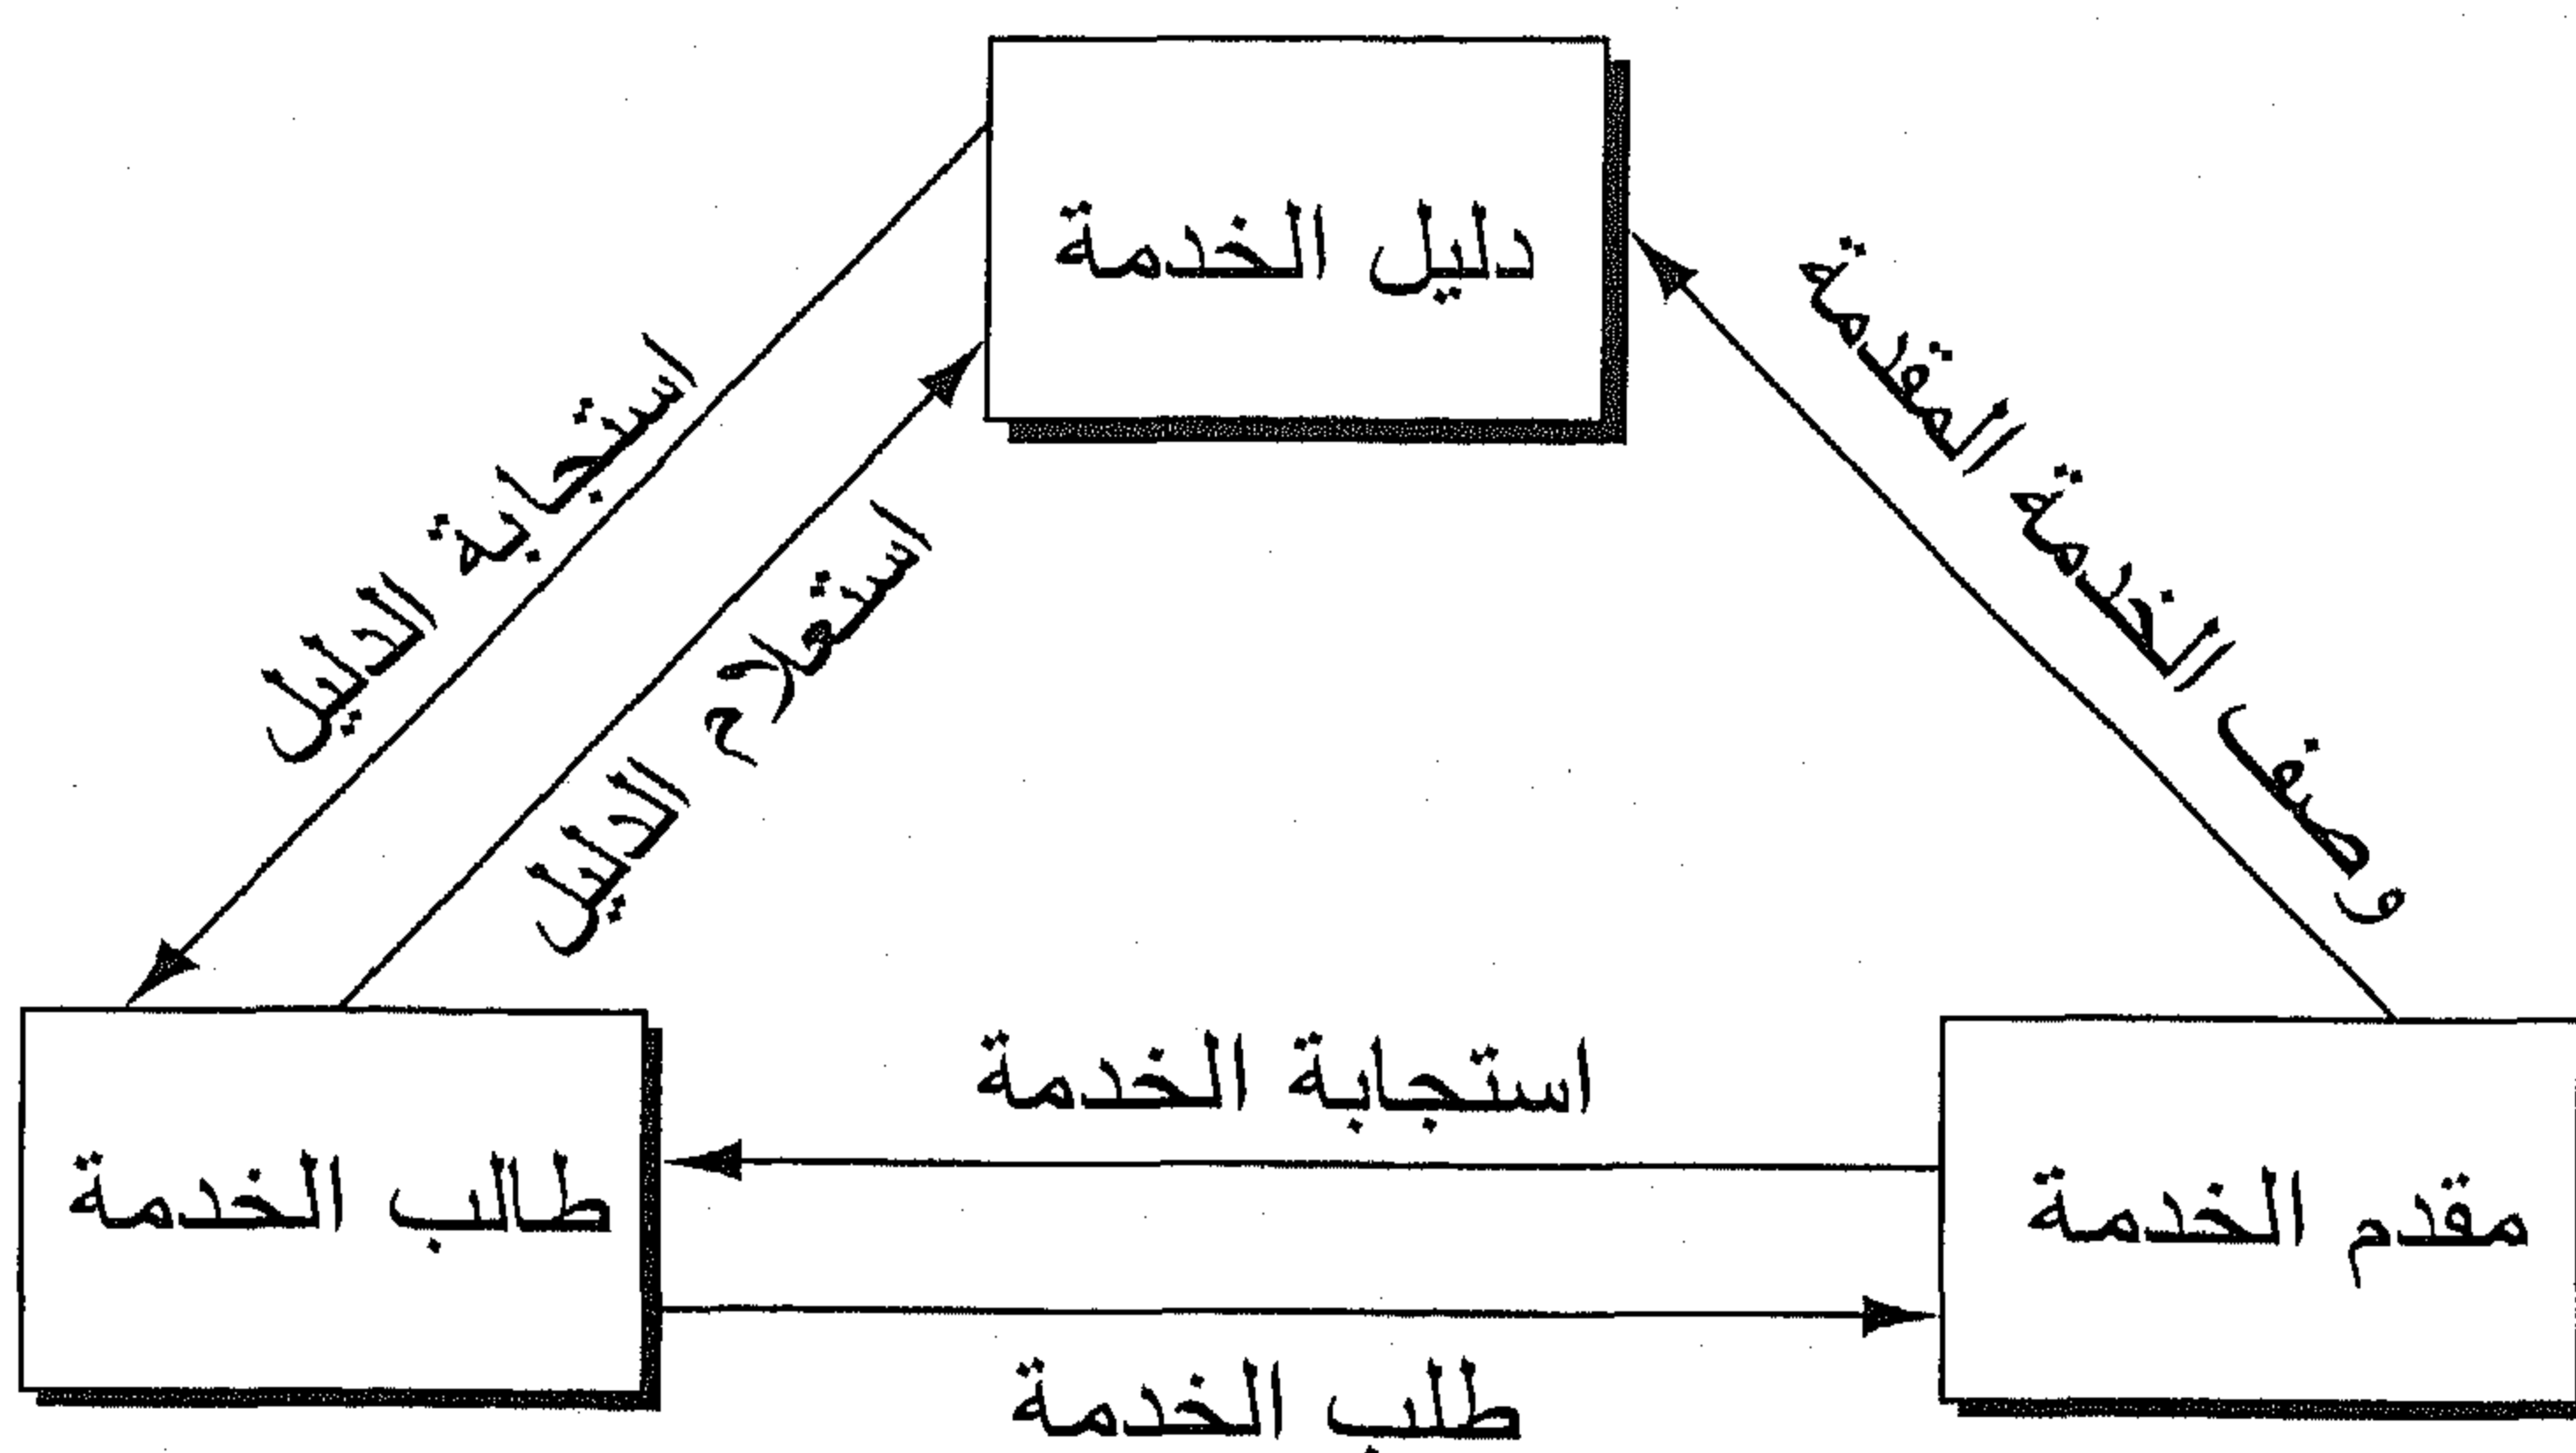 دليل الخدمة
وصف الخدمة المقدمة
استجابة الدليل
استعلام الدليل
مقدم الخدمة
استجابة الخدمة
طالب الخدمة
طلب الخدمة